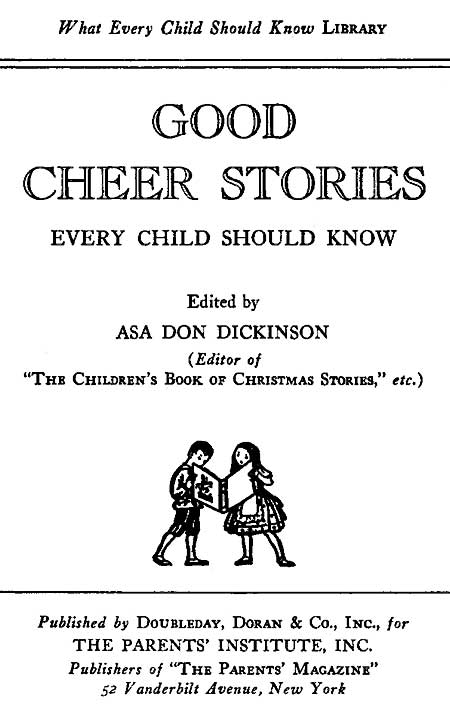 What Every Child Should Know LIBRARY
GOOD
CHEER STORIES
EVERY CHILD SHOULD KNOW
Edited by
ASA DON DICKINSON
(Editor of
"THE CHILDREN'S BOOK OF CHRISTMAS STORIES," etc.)
Published by DOUBLEDAY, DORAN & CO., INC., for
THE PARENTS' INSTITUTE, INC.
Publishers of "THE PARENTS' MAGAZINE"
52 Vanderbilt Avenue, New York